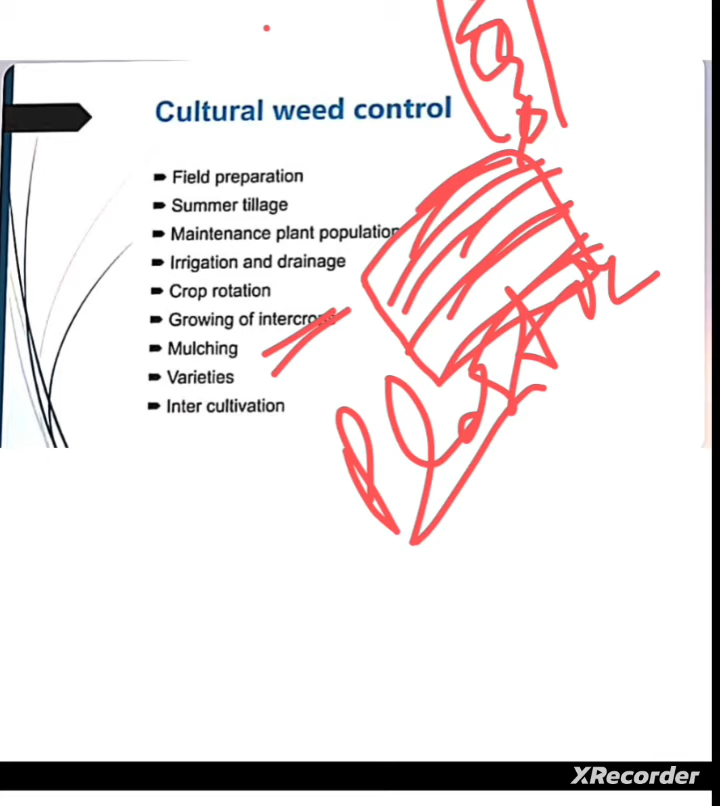 Cultural weed control
Field preparation
Summer tillage
Maintenance plant population
Irrigation and drainage
Crop rotation
Growing of intercrops
Mulching
Varieties
Inter cultivation
XRecorder